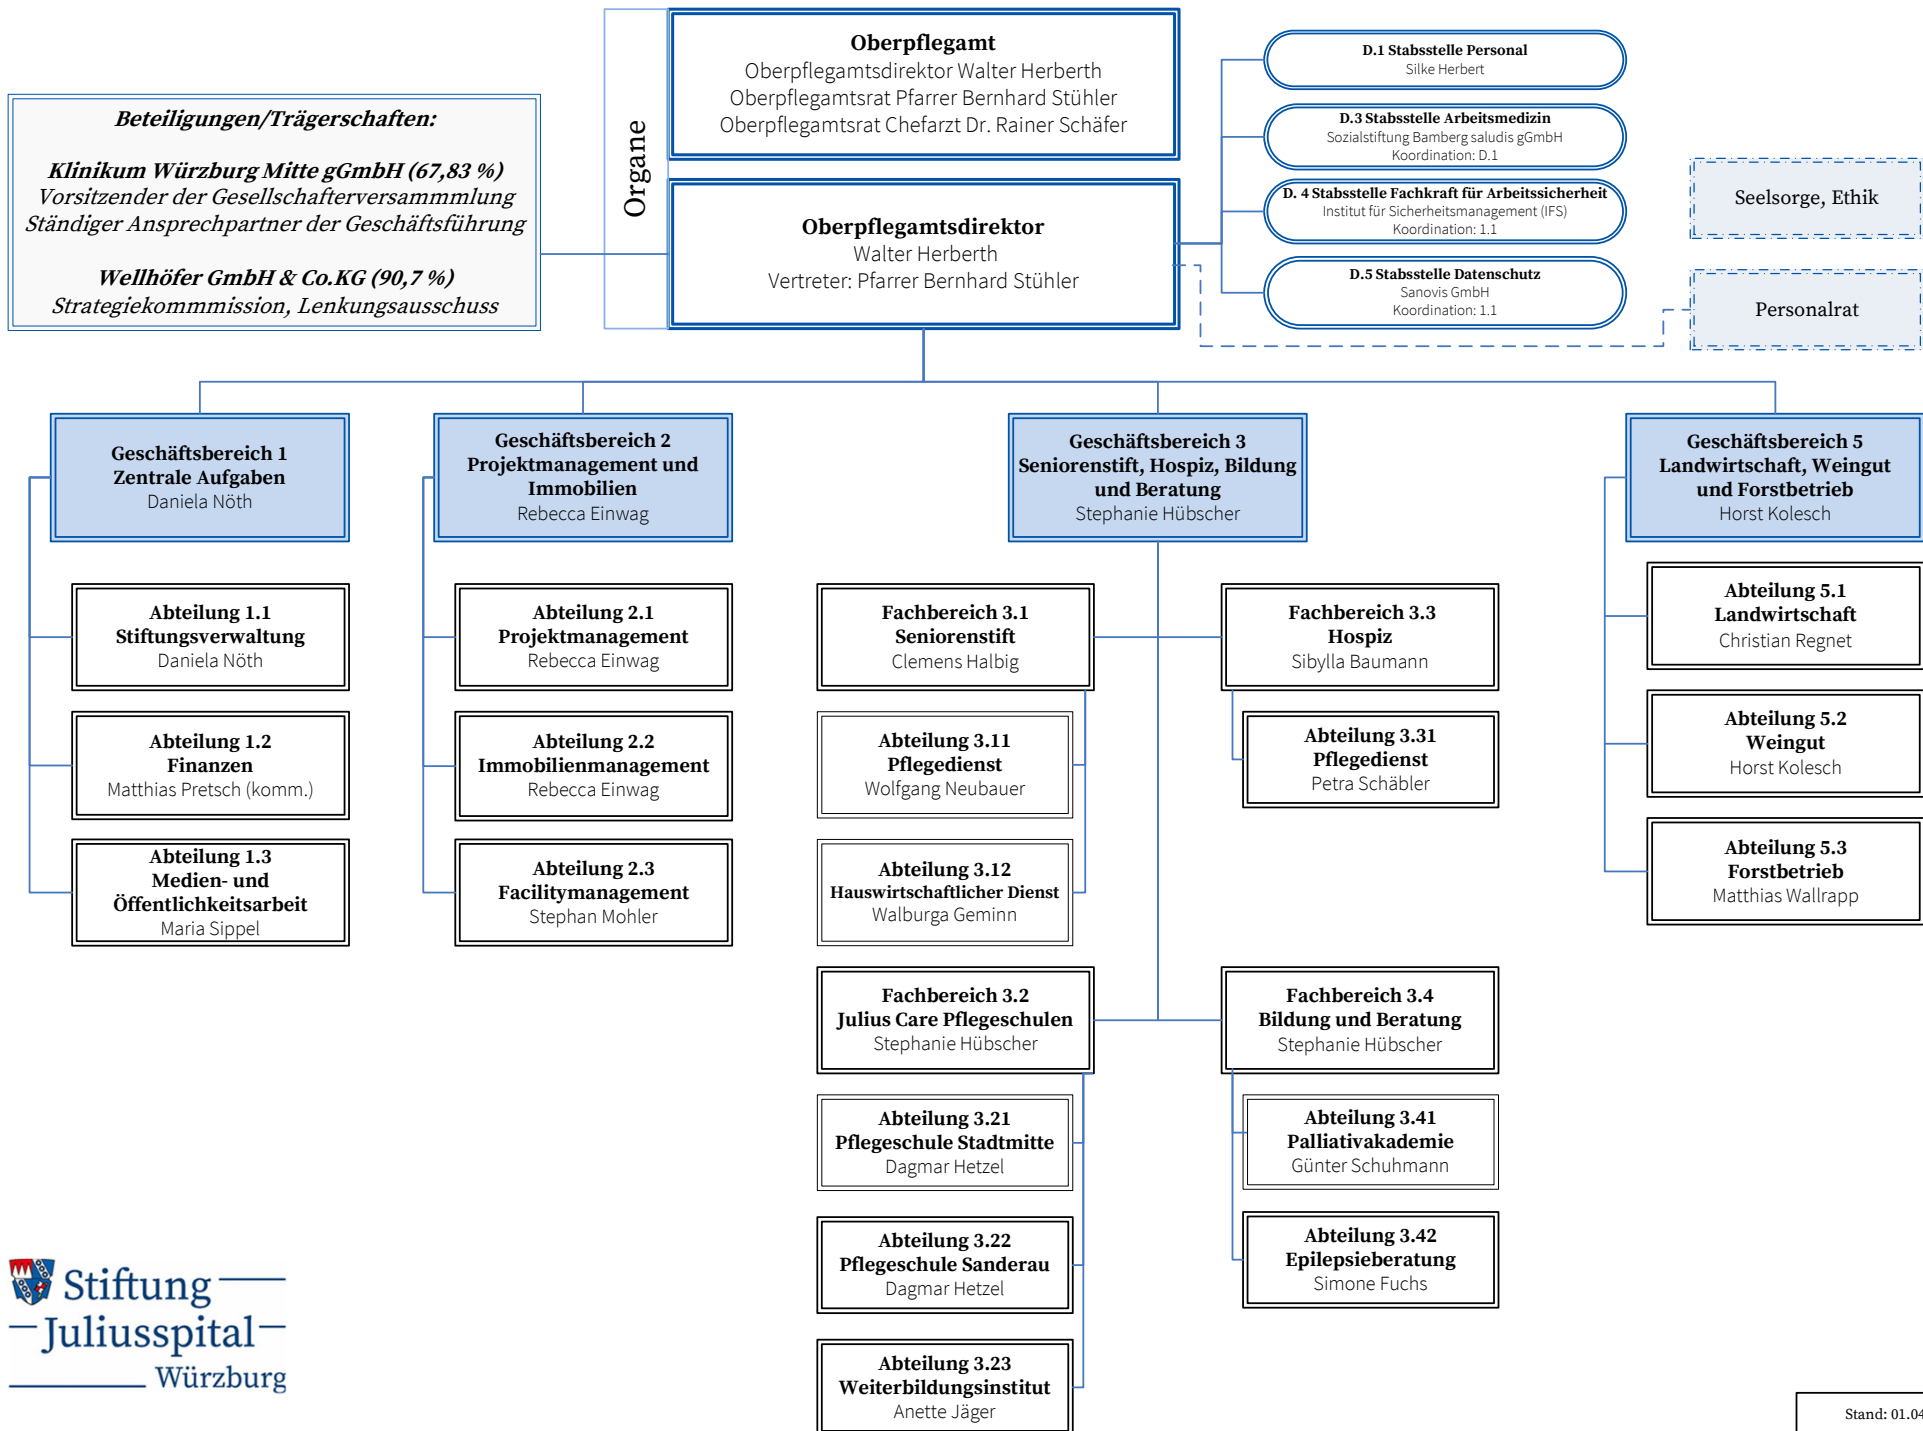 Oberpflegamt
Oberpflegamtsdirektor Walter Herberth
Oberpflegamtsrat Pfarrer Bernhard Stühler
Oberpflegamtsrat Chefarzt Dr. Rainer Schäfer
Organe
Oberpflegamtsdirektor
Walter Herberth
Vertreter: Pfarrer Bernhard Stühler
Beteiligungen/Trägerschaften:
Klinikum Würzburg Mitte gGmbH (67,83 %)
Vorsitzender der Gesellschafterversammmlung
Ständiger Ansprechpartner der Geschäftsführung
Wellhöfer GmbH & Co.KG (90,7 %)
Strategiekommmission, Lenkungsausschuss
D.1 Stabsstelle Personal
Silke Herbert
D.3 Stabsstelle Arbeitsmedizin
Sozialstiftung Bamberg saludis gGmbH
Koordination: D.1
D. 4 Stabsstelle Fachkraft für Arbeitssicherheit
Institut für Sicherheitsmanagement (IFS)
Koordination: 1.1
D.5 Stabsstelle Datenschutz
Sanovis GmbH
Koordination: 1.1
Seelsorge, Ethik
Personalrat
Geschäftsbereich 1
Zentrale Aufgaben
Daniela Nöth
Abteilung 1.1
Stiftungsverwaltung
Daniela Nöth
Abteilung 1.2
Finanzen
Matthias Pretsch (komm.)
Abteilung 1.3
Medien- und
Öffentlichkeitsarbeit
Maria Sippel
Geschäftsbereich 2
Projektmanagement und
Immobilien
Rebecca Einwag
Abteilung 2.1
Projektmanagement
Rebecca Einwag
Abteilung 2.2
Immobilienmanagement
Rebecca Einwag
Abteilung 2.3
Facilitymanagement
Stephan Mohler
Geschäftsbereich 3
Seniorenstift, Hospiz, Bildung
und Beratung
Stephanie Hübscher
Fachbereich 3.1
Seniorenstift
Clemens Halbig
Abteilung 3.11
Pflegedienst
Wolfgang Neubauer
Abteilung 3.12
Hauswirtschaftlicher Dienst
Walburga Geminn
Fachbereich 3.3
Hospiz
Sibylla Baumann
Abteilung 3.31
Pflegedienst
Petra Schäbler
Fachbereich 3.2
Julius Care Pflegeschulen
Stephanie Hübscher
Abteilung 3.21
Pflegeschule Stadtmitte
Dagmar Hetzel
Abteilung 3.22
Pflegeschule Sanderau
Dagmar Hetzel
Abteilung 3.23
Weiterbildungsinstitut
Anette Jäger
Fachbereich 3.4
Bildung und Beratung
Stephanie Hübscher
Abteilung 3.41
Palliativakademie
Günter Schuhmann
Abteilung 3.42
Epilepsieberatung
Simone Fuchs
Geschäftsbereich 5
Landwirtschaft, Weingut
und Forstbetrieb
Horst Kolesch
Abteilung 5.1
Landwirtschaft
Christian Regnet
Abteilung 5.2
Weingut
Horst Kolesch
Abteilung 5.3
Forstbetrieb
Matthias Wallrapp
Stiftung
Juliusspital
Würzburg
Stand: 01.04